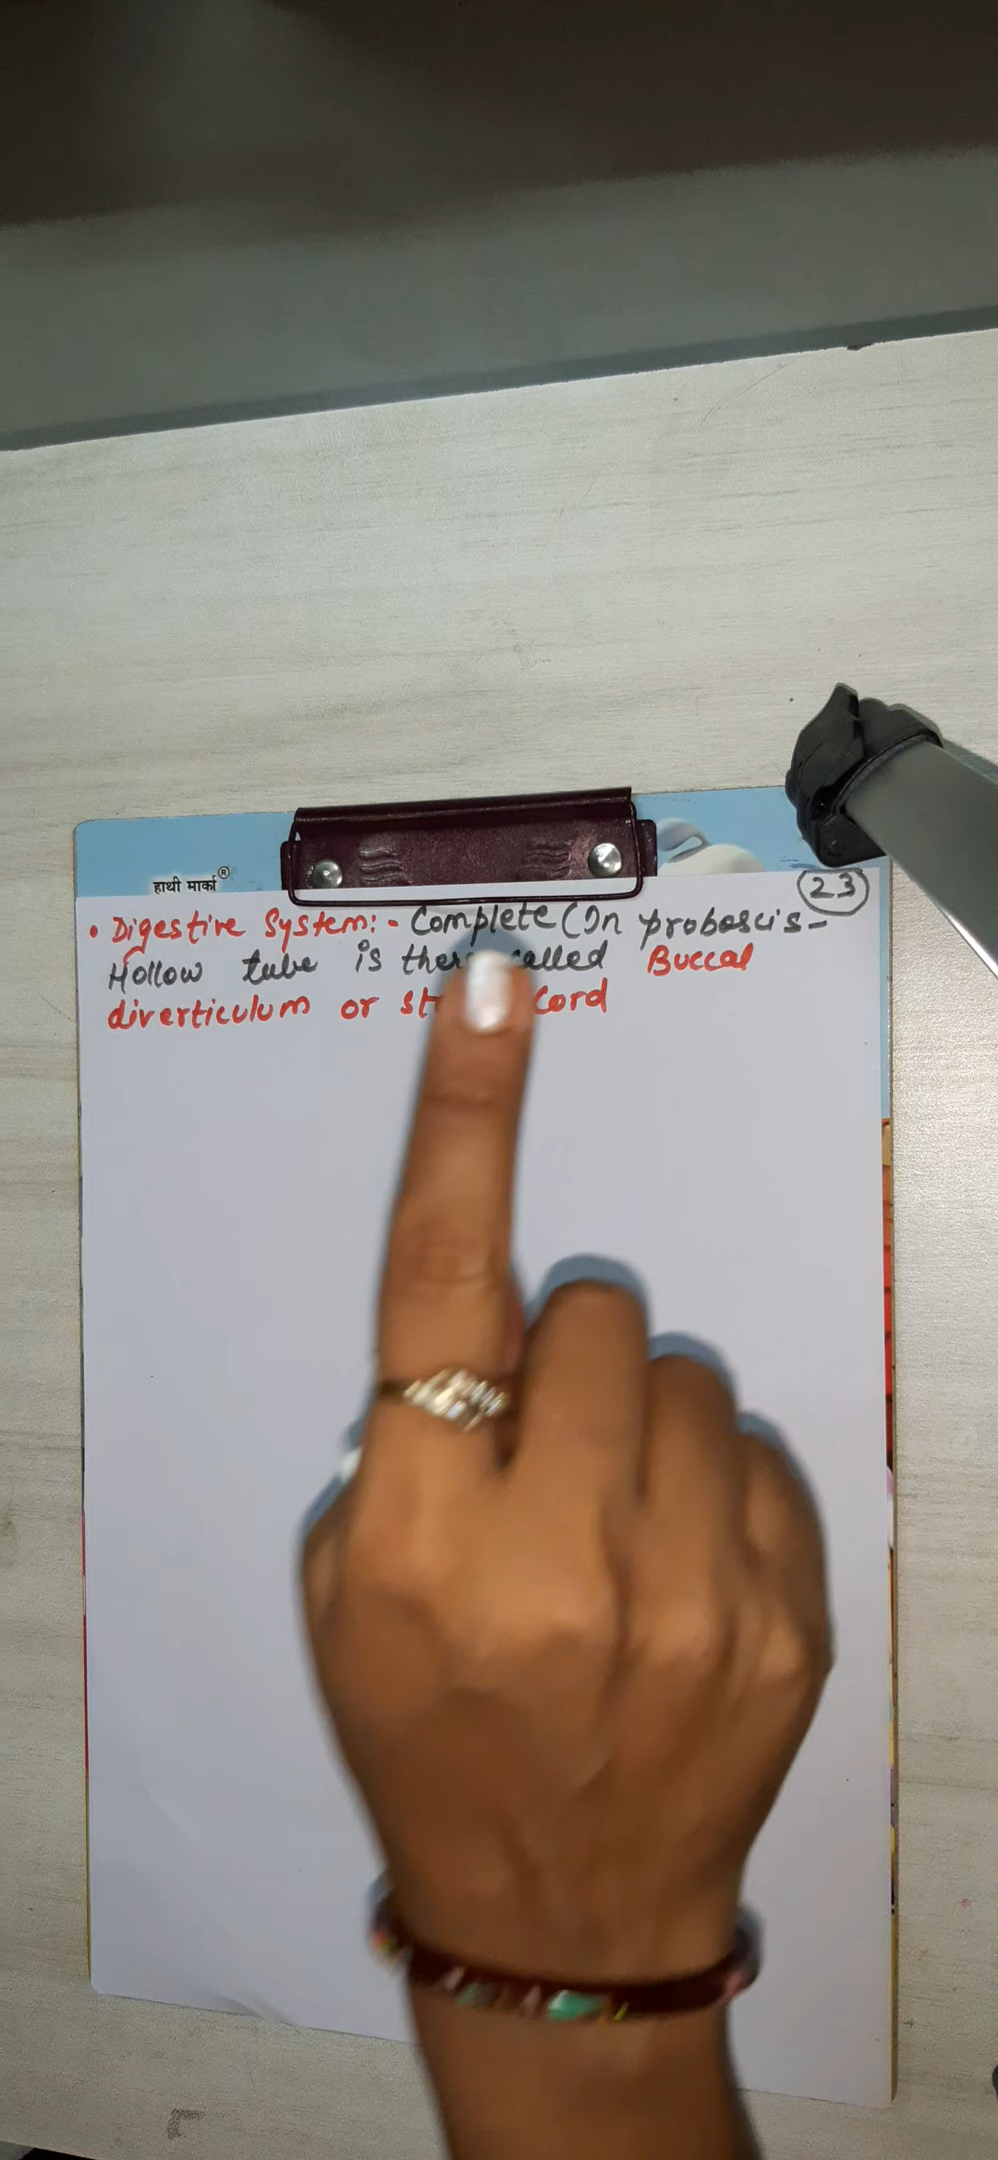 हाथी मार्का®
23
• Digestive System:- Complete (In proboscis-
Hollow tube is called Buccal
diverticulum or Cord